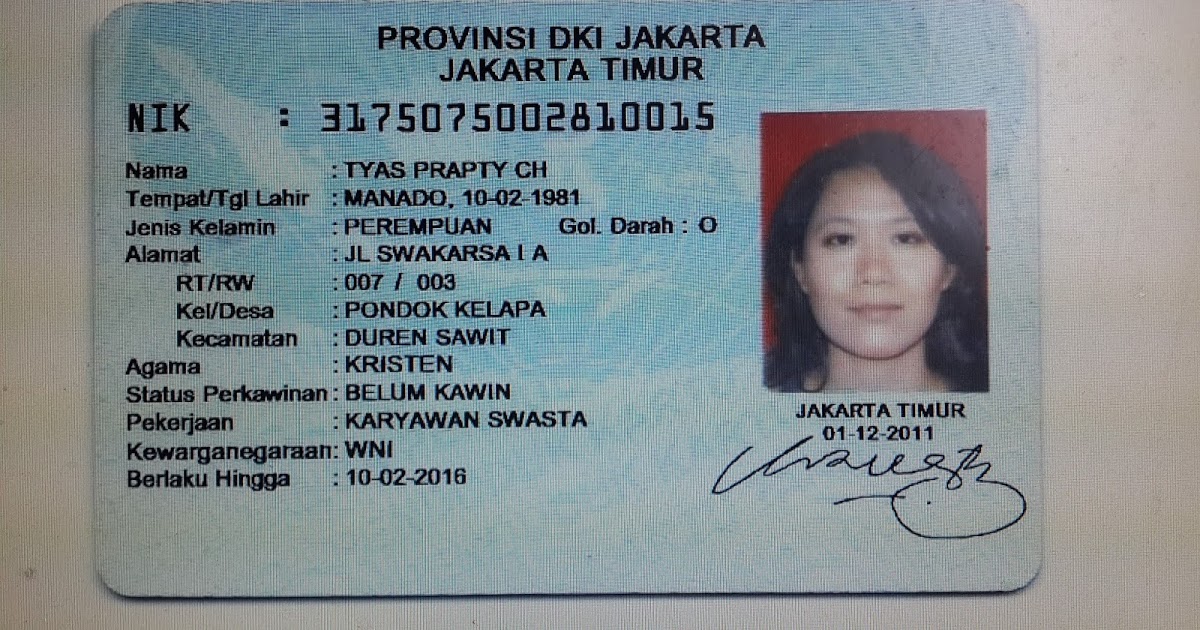 PROVINSI DKI JAKARTA
JAKARTA TIMUR
NIK : 3175075002810015
Nama : TYAS PRAPTY CH
Tempat/Tgl Lahir : MANADO, 10-02-1981
Jenis Kelamin : PEREMPUAN Gol. Darah : O
Alamat : JL SWAKARSA I A
RT/RW : 007 / 003
Kel/Desa : PONDOK KELAPA
Kecamatan : DUREN SAWIT
Agama : KRISTEN
Status Perkawinan : BELUM KAWIN
Pekerjaan : KARYAWAN SWASTA
Kewarganegaraan: WNI
Berlaku Hingga : 10-02-2016
JAKARTA TIMUR
01-12-2011